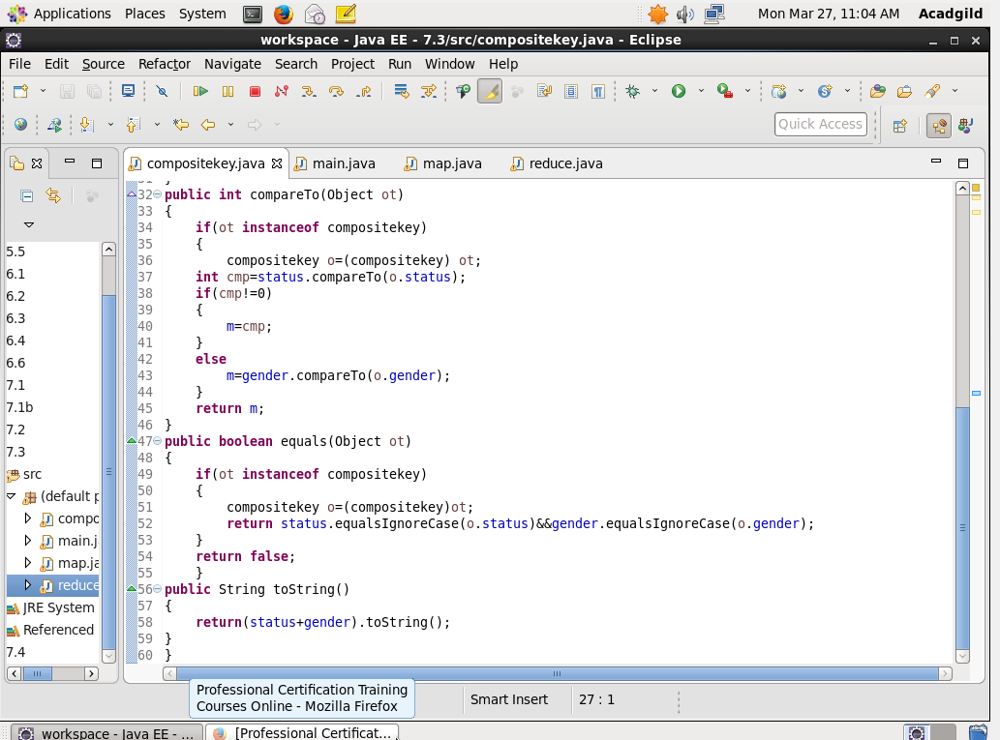 Applications Places System Mon Mar 27, 11:04 AM Acadgild
workspace - Java EE - 7.3/src/compositekey.java - Eclipse
File Edit Source Refactor Navigate Search Project Run Window Help
Quick Access
compositekey.java main.java map.java reduce.java
32 public int compareTo(Object ot)
33 {
34 if(ot instanceof compositekey)
35 {
36 compositekey o=(compositekey) ot;
37 int cmp=status.compareTo(o.status);
38 if(cmp!=0)
39 {
40 m=cmp;
41 }
42 else
43 m=gender.compareTo(o.gender);
44 }
45 return m;
46 }
47 public boolean equals(Object ot)
48 {
49 if(ot instanceof compositekey)
50 {
51 compositekey o=(compositekey)ot;
52 return status.equalsIgnoreCase(o.status)&&gender.equalsIgnoreCase(o.gender);
53 }
54 return false;
55 }
56 public String toString()
57 {
58 return(status+gender).toString();
59 }
60 }
5.5
6.1
6.2
6.3
6.4
6.6
7.1
7.1b
7.2
7.3
src
(default p
compo
main.j
map.ja
reduce
JRE System
Referenced
7.4
Professional Certification Training
Courses Online - Mozilla Firefox
Smart Insert 27 : 1
workspace - Java EE - ... [Professional Certificat...